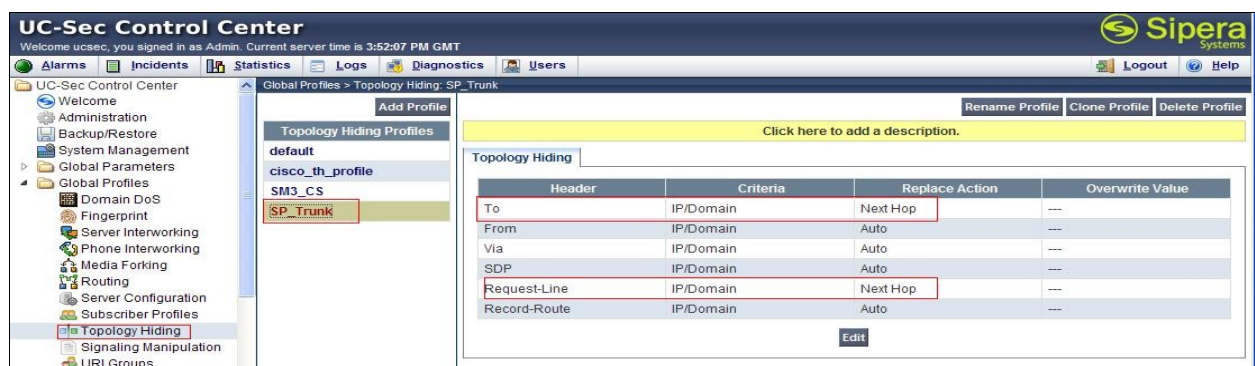 UC-Sec Control Center
Welcome ucsec, you signed in as Admin. Current server time is 3:52:07 PM GMT
Sipera
Systems
Alarms Incidents Statistics Logs Diagnostics Users Logout Help
UC-Sec Control Center
Welcome
Administration
Backup/Restore
System Management
Global Parameters
Global Profiles
Domain DoS
Fingerprint
Server Interworking
Phone Interworking
Media Forking
Routing
Server Configuration
Subscriber Profiles
Topology Hiding
Signaling Manipulation
URI Groups
Global Profiles > Topology Hiding: SP_Trunk
Add Profile
Topology Hiding Profiles
default
cisco_th_profile
SM3_CS
SP_Trunk
Rename Profile Clone Profile Delete Profile
Click here to add a description.
Topology Hiding
Header Criteria Replace Action Overwrite Value
To IP/Domain Next Hop ---
From IP/Domain Auto ---
Via IP/Domain Auto ---
SDP IP/Domain Auto ---
Request-Line IP/Domain Next Hop ---
Record-Route IP/Domain Auto ---
Edit